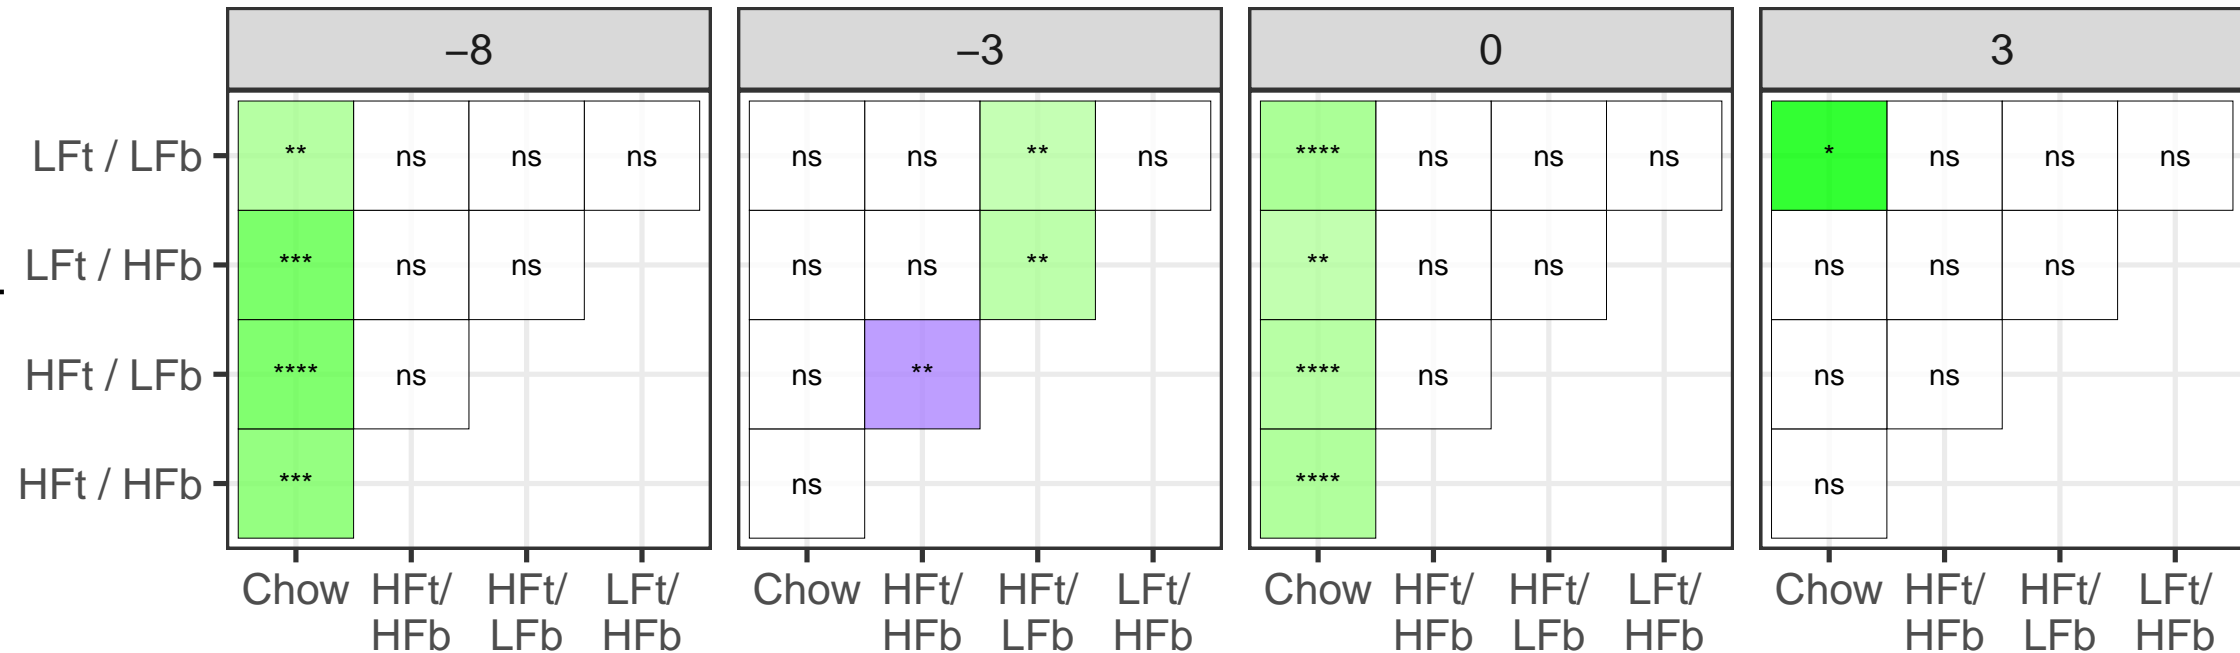 −8 −3 0 3
LFt / LFb ** ns ns ns ns ns ** ns **** ns ns ns * ns ns ns
LFt / HFb *** ns ns ns ns ** ** ns ns ns ns ns
HFt / LFb **** ns ns ** **** ns ns ns
HFt / HFb *** ns **** ns
Chow HFt/ HFt/ LFt/ Chow HFt/ HFt/ LFt/ Chow HFt/ HFt/ LFt/ Chow HFt/ HFt/ LFt/
HFb LFb HFb HFb LFb HFb HFb LFb HFb HFb LFb HFb